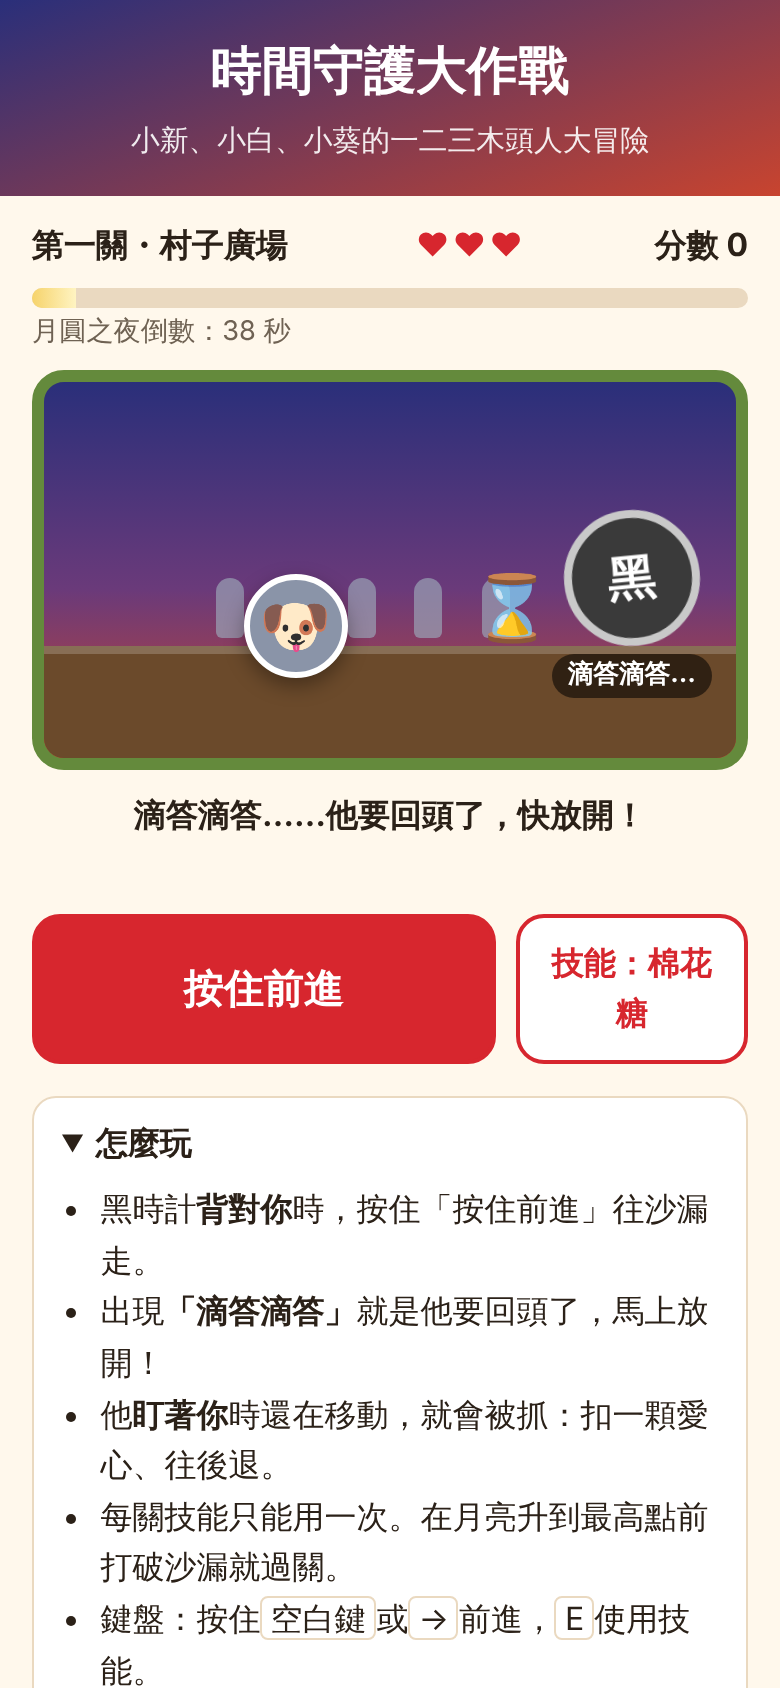 時間守護大作戰
小新、小白、小葵的一二三木頭人大冒險
第一關・村子廣場
分數 0
月圓之夜倒數：38 秒
黑
滴答滴答…
滴答滴答……他要回頭了，快放開！
按住前進
技能：棉花
糖
▼ 怎麼玩
• 黑時計背對你時，按住「按住前進」往沙漏
走。
• 出現「滴答滴答」就是他要回頭了，馬上放
開！
• 他盯著你時還在移動，就會被抓：扣一顆愛
心、往後退。
• 每關技能只能用一次。在月亮升到最高點前
打破沙漏就過關。
• 鍵盤：按住 空白鍵 或 → 前進，E 使用技
能。